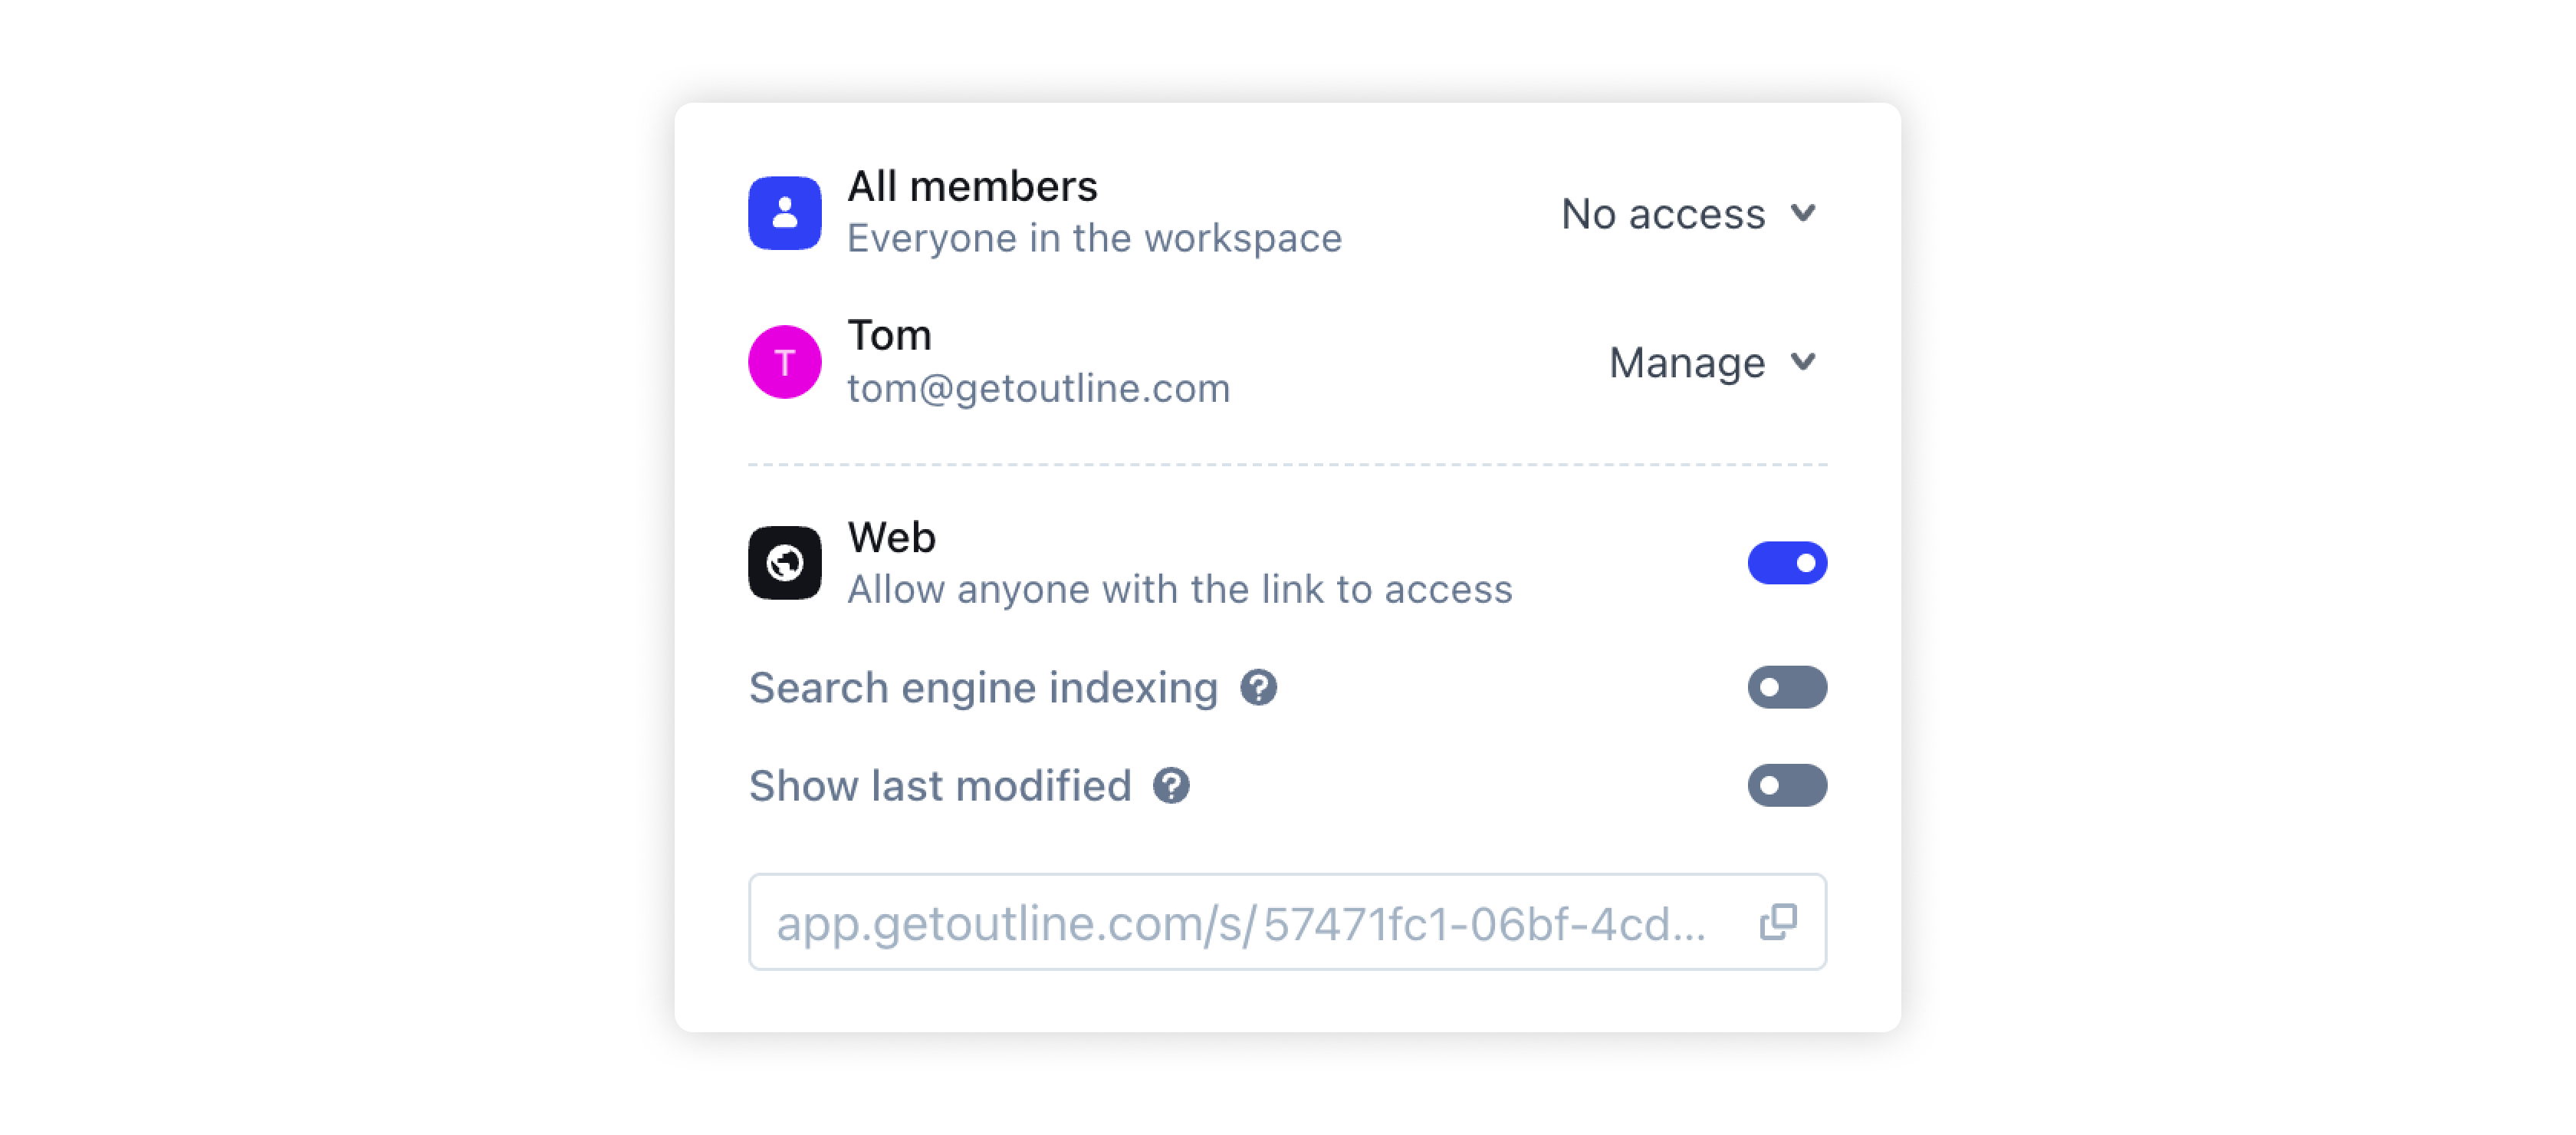 All members
Everyone in the workspace
No access
T
Tom
tom@getoutline.com
Manage
Web
Allow anyone with the link to access
Search engine indexing ?
Show last modified ?
app.getoutline.com/s/57471fc1-06bf-4cd...